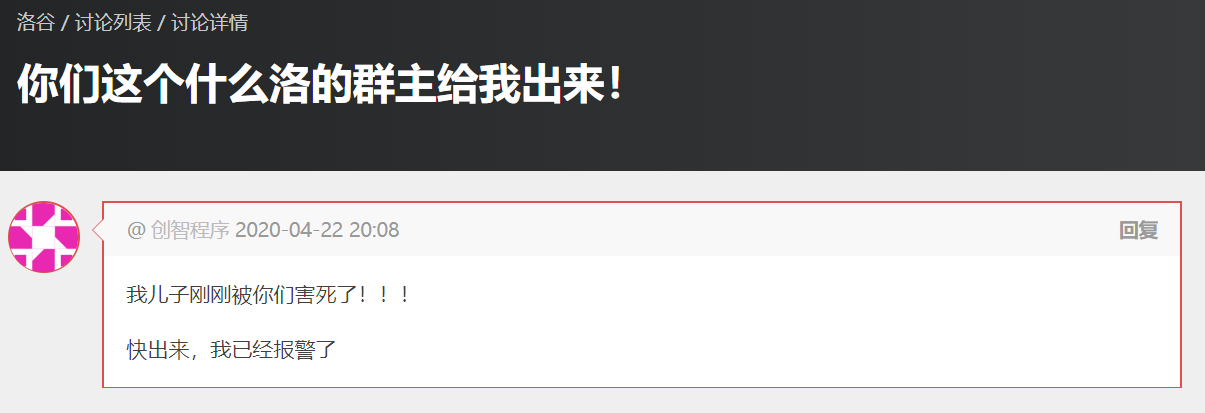 洛谷 / 讨论列表 / 讨论详情
你们这个什么洛的群主给我出来！
@ 创智程序 2020-04-22 20:08
回复
我儿子刚刚被你们害死了！！！
快出来，我已经报警了